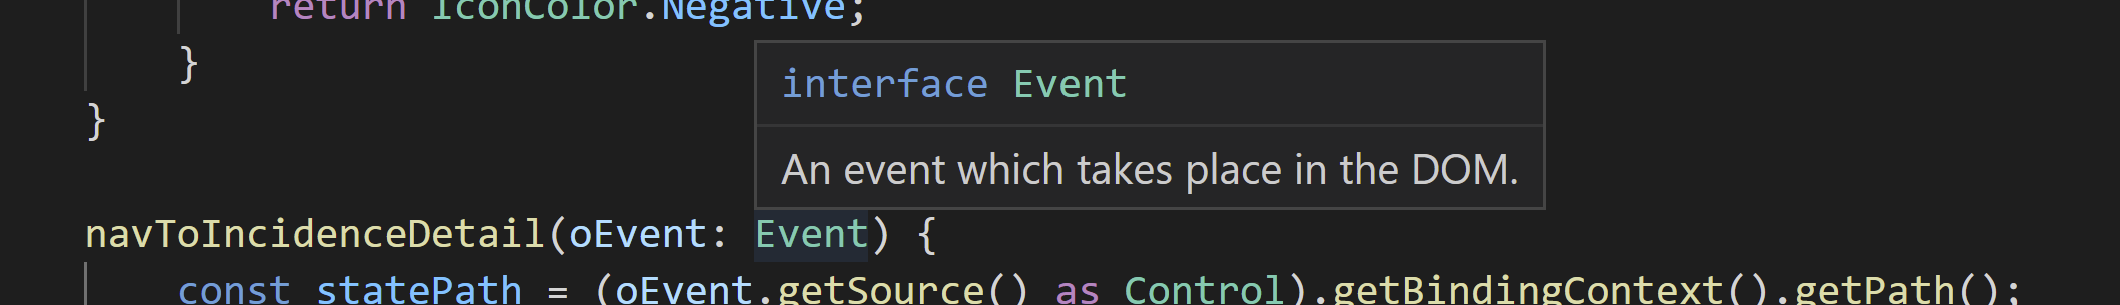 return IconColor.Negative;
}
interface Event
}
An event which takes place in the DOM.
navToIncidenceDetail(oEvent: Event) {
const statePath = (oEvent.getSource() as Control).getBindingContext().getPath();